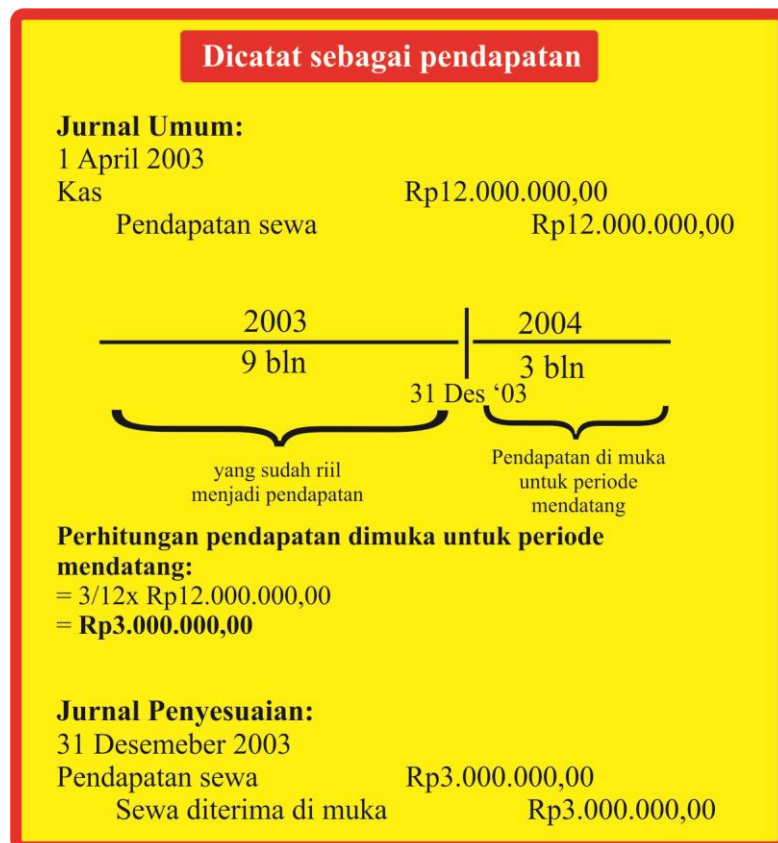 Dicatat sebagai pendapatan
Jurnal Umum:
1 April 2003
Kas Rp12.000.000,00
Pendapatan sewa Rp12.000.000,00
2003 2004
9 bln 3 bln
31 Des ‘03
yang sudah riil
menjadi pendapatan
Pendapatan di muka
untuk periode
mendatang
Perhitungan pendapatan dimuka untuk periode
mendatang:
= 3/12x Rp12.000.000,00
= Rp3.000.000,00
Jurnal Penyesuaian:
31 Desemeber 2003
Pendapatan sewa Rp3.000.000,00
Sewa diterima di muka Rp3.000.000,00